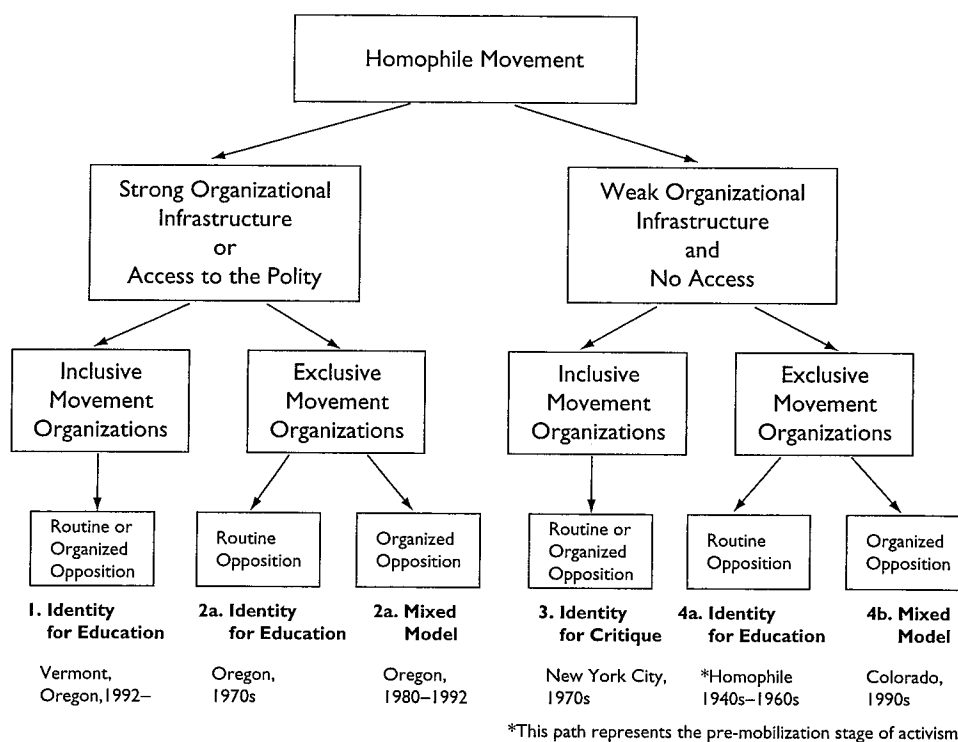 Homophile Movement
Strong Organizational
Infrastructure
or
Access to the Polity
Weak Organizational
Infrastructure
and
No Access
Inclusive
Movement
Organizations
Exclusive
Movement
Organizations
Inclusive
Movement
Organizations
Exclusive
Movement
Organizations
Routine or
Organized
Opposition
Routine
Opposition
Organized
Opposition
Routine or
Organized
Opposition
Routine
Opposition
Organized
Opposition
1. Identity
for Education
2a. Identity
for Education
2a. Mixed
Model
3. Identity
for Critique
4a. Identity
for Education
4b. Mixed
Model
Vermont,
Oregon,1992–
Oregon,
1970s
Oregon,
1980–1992
New York City,
1970s
*Homophile
1940s–1960s
Colorado,
1990s
*This path represents the pre-mobilization stage of activism